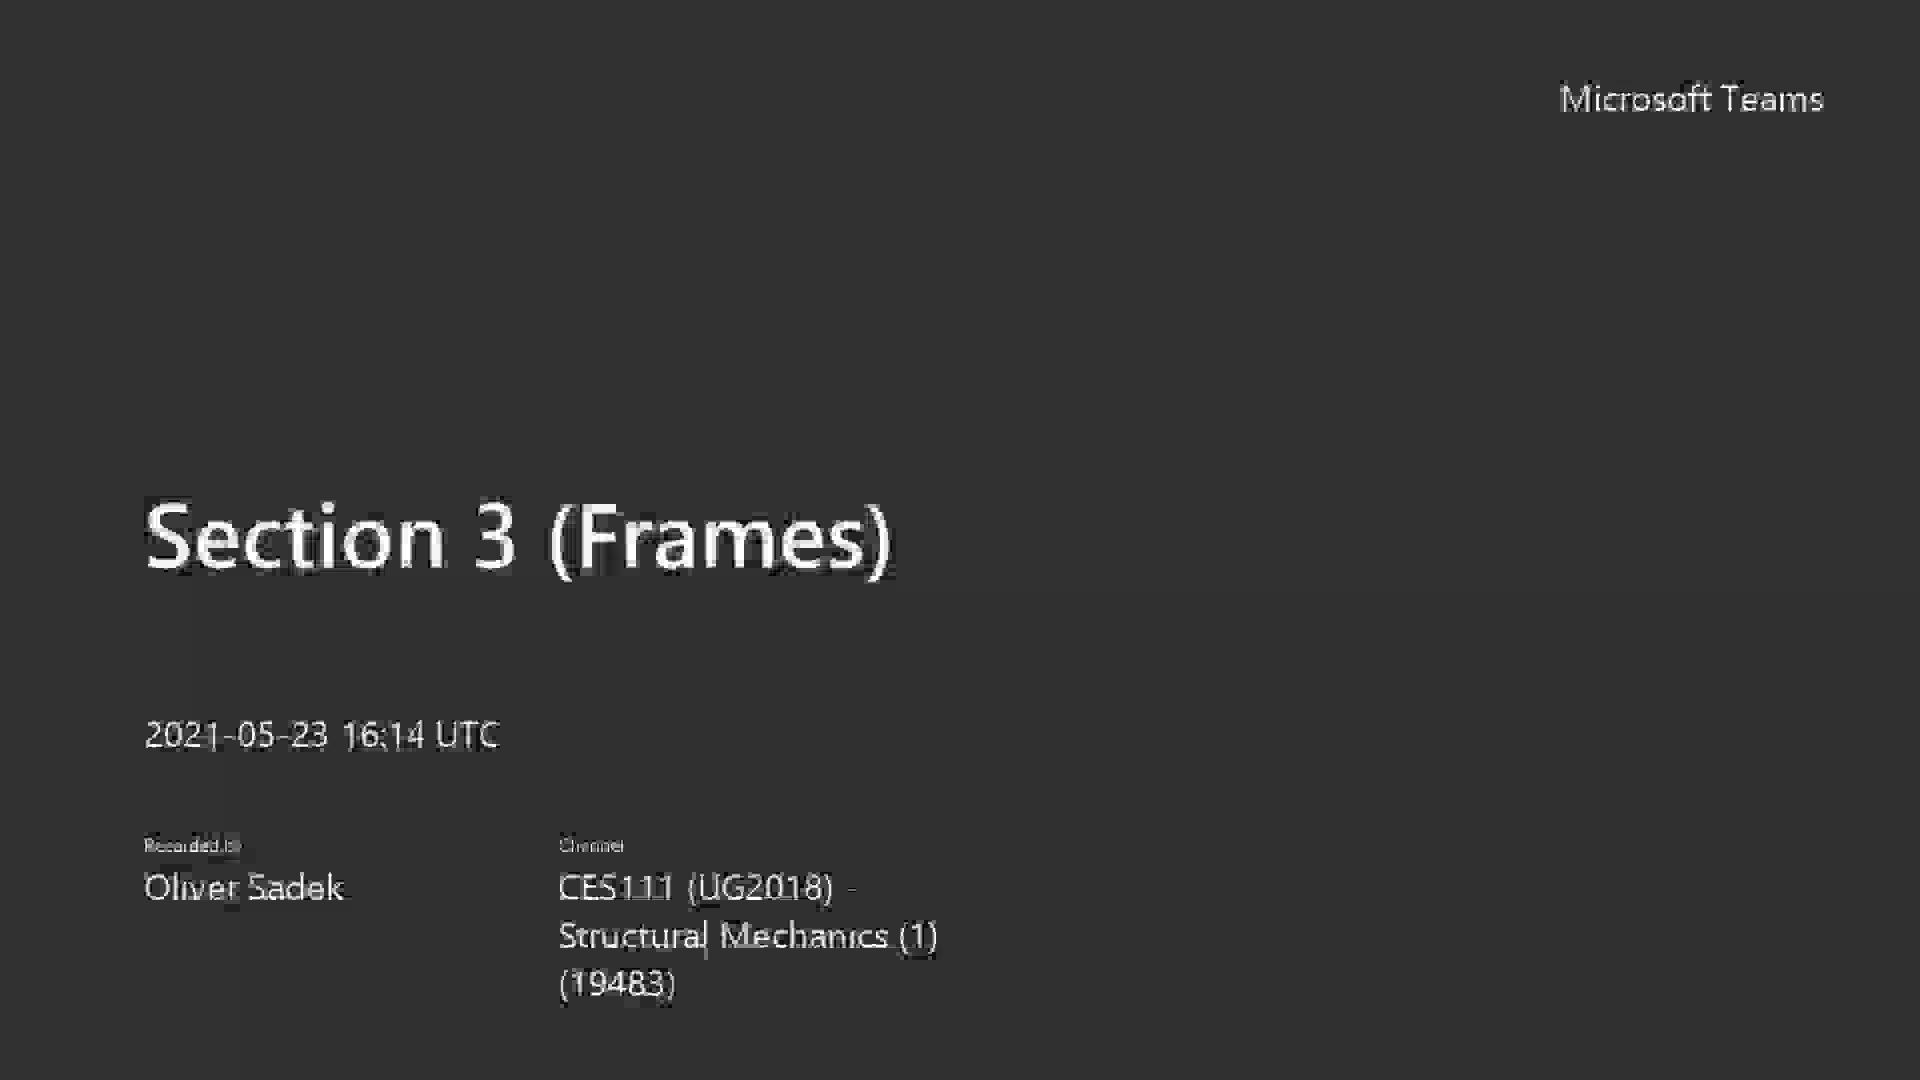 Microsoft Teams
Section 3 (Frames)
2021-05-23 16:14 UTC
Recorded by
Channel
Oliver Sadek
CES111 (UG2018) -
Structural Mechanics (1)
(19483)